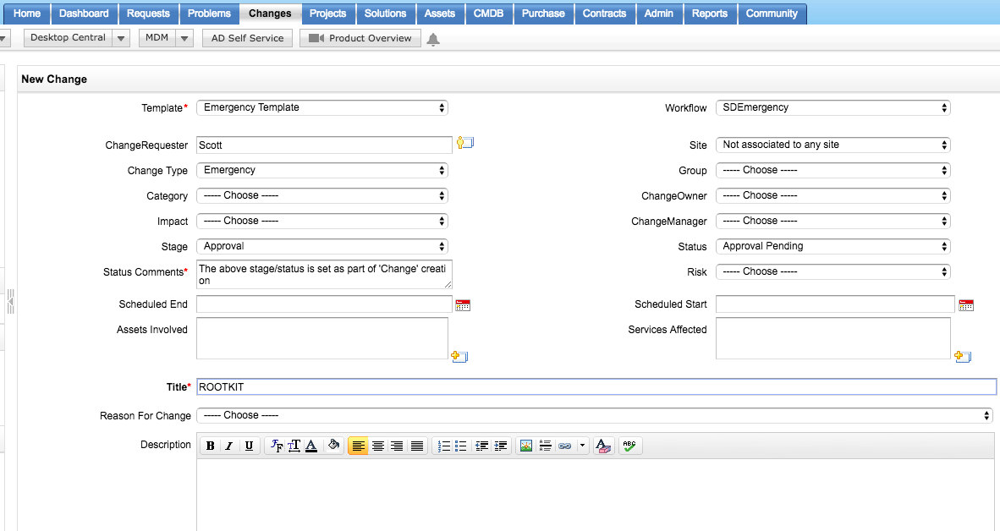 Home Dashboard Requests Problems Changes Projects Solutions Assets CMDB Purchase Contracts Admin Reports Community
Desktop Central MDM AD Self Service Product Overview
New Change
Template* Emergency Template Workflow SDEmergency
ChangeRequester Scott Site Not associated to any site
Change Type Emergency Group ----- Choose -----
Category ----- Choose ----- ChangeOwner ----- Choose -----
Impact ----- Choose ----- ChangeManager ----- Choose -----
Stage Approval Status Approval Pending
Status Comments* The above stage/status is set as part of 'Change' creati Risk ----- Choose -----
on
Scheduled End Scheduled Start
Assets Involved Services Affected
Title* ROOTKIT
Reason For Change ----- Choose -----
Description B I U F F T T A A ABC